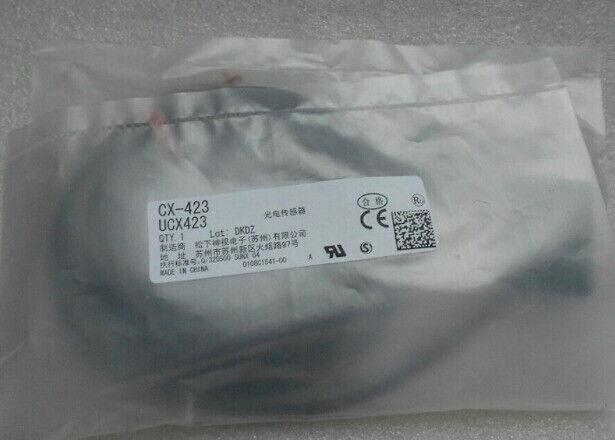 CX-423
UCX423
光电传感器
QTY. 1
Lot: DKDZ
制造商 松下神视电子(苏州)有限公司
地 址 苏州市苏州新区火炬路97号
执行标准号:Q/320500 SUNX 04
MADE IN CHINA
0108C1541-00
A
合格
CE